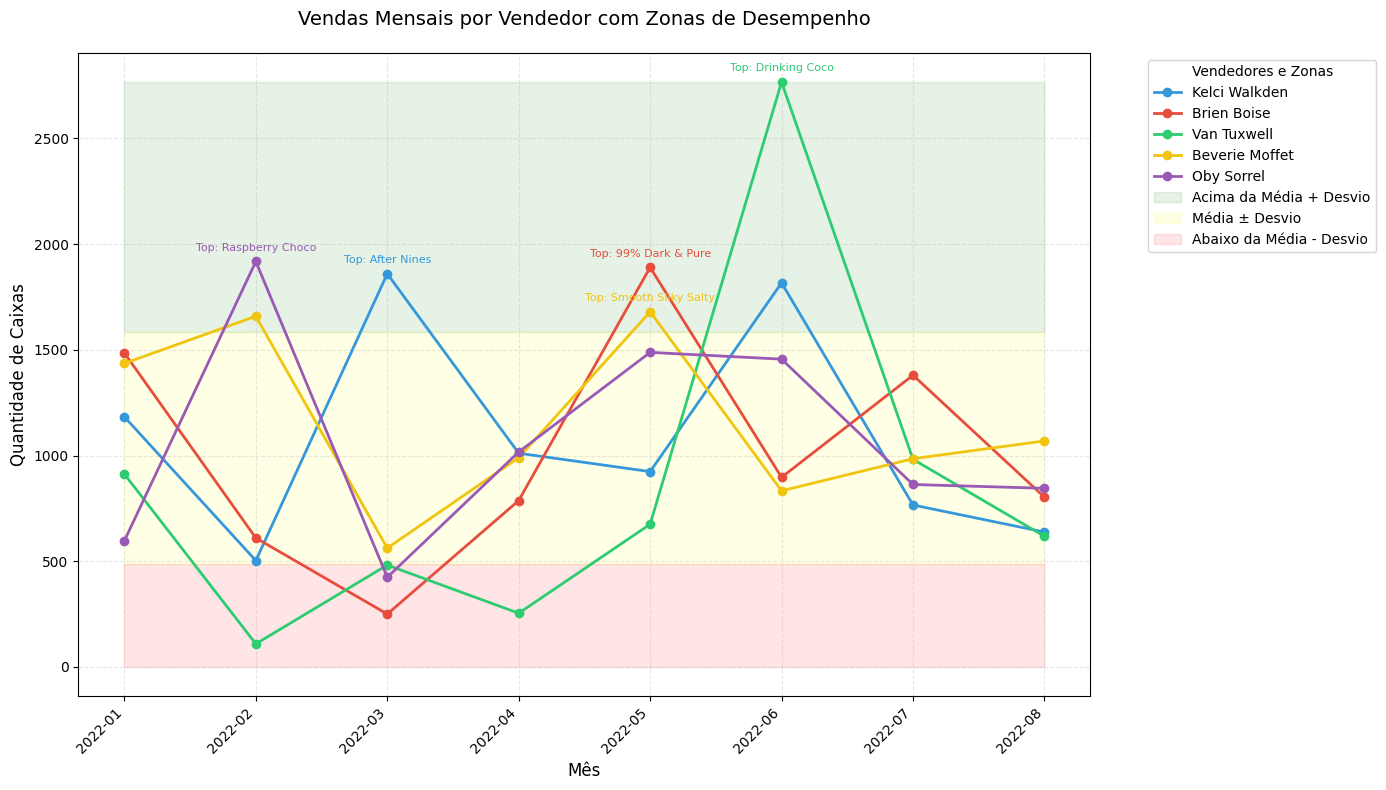 Vendas Mensais por Vendedor com Zonas de Desempenho
Quantidade de Caixas
2500
2000
1500
1000
500
0
Top: Drinking Coco
Top: Raspberry Choco
Top: After Nines
Top: 99% Dark & Pure
Top: Smooth Silky Salty
2022-01
2022-02
2022-03
2022-04
2022-05
2022-06
2022-07
2022-08
Mês
Vendedores e Zonas
Kelci Walkden
Brien Boise
Van Tuxwell
Beverie Moffet
Oby Sorrel
Acima da Média + Desvio
Média ± Desvio
Abaixo da Média - Desvio